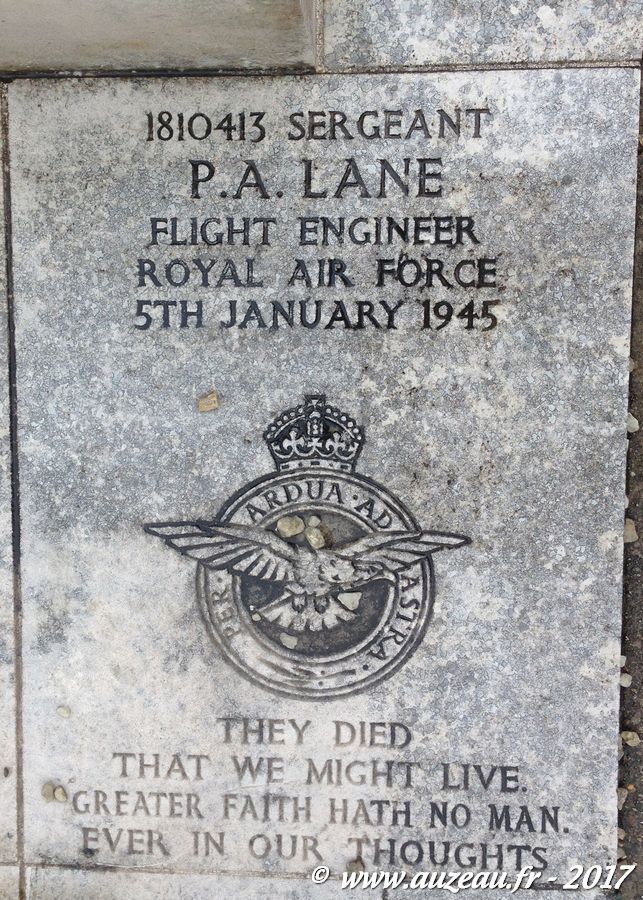 1810413 SERGEANT
P.A. LANE
FLIGHT ENGINEER
ROYAL AIR FORCE
5TH JANUARY 1945
PER · ARDUA · AD ASTRA ·
THEY DIED
THAT WE MIGHT LIVE.
GREATER FAITH HATH NO MAN.
EVER IN OUR THOUGHTS
© www.auzeau.fr - 2017